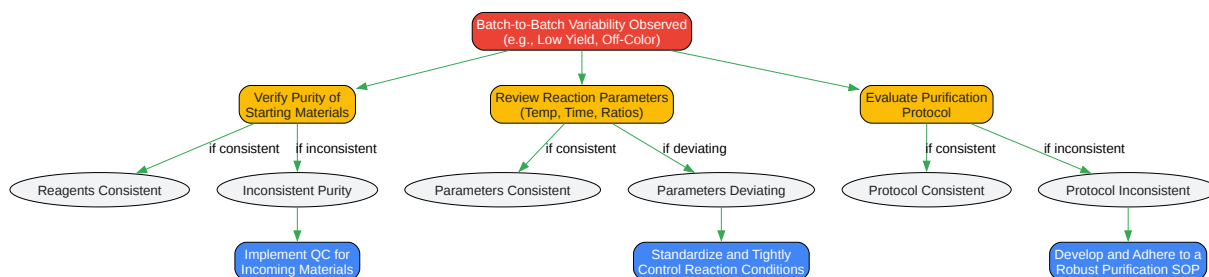 Batch-to-Batch Variability Observed
(e.g., Low Yield, Off-Color)
Verify Purity of
Starting Materials
Review Reaction Parameters
(Temp, Time, Ratios)
Evaluate Purification
Protocol
if consistent
if inconsistent
if consistent
if deviating
if consistent
if inconsistent
Reagents Consistent
Inconsistent Purity
Parameters Consistent
Parameters Deviating
Protocol Consistent
Protocol Inconsistent
Implement QC for
Incoming Materials
Standardize and Tightly
Control Reaction Conditions
Develop and Adhere to a
Robust Purification SOP